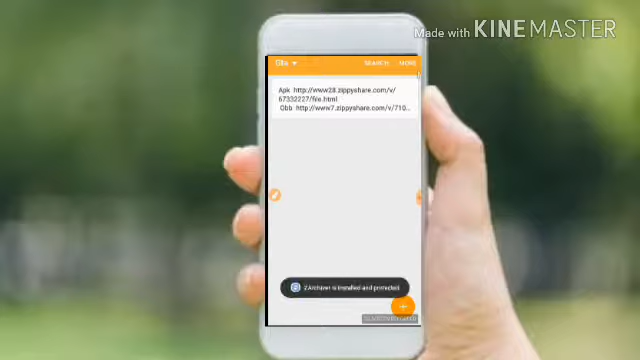 Made with KINEMASTER
SEARCH MORE
Apk http://www28.zippyshare.com/v/
67332227/file.html
Obb http://www7.zippyshare.com/v/710...
ZArchiver is installed and protected